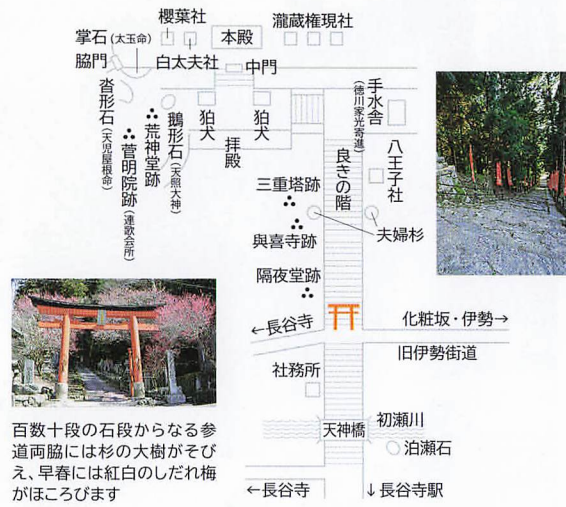 櫻葉社
掌石(太玉命)
本殿
瀧蔵権現社
脇門
白太夫社
中門
沓形石(天児屋根命)
荒神堂跡
菅明院跡(連歌会所)
鵝形石(天照大神)
狛犬
狛犬
拝殿
手水舎(徳川家光寄進)
良きの階
八王子社
三重塔跡
與喜寺跡
夫婦杉
隔夜堂跡
←長谷寺
化粧坂・伊勢→
旧伊勢街道
社務所
初瀬川
天神橋
泊瀬石
←長谷寺
↓長谷寺駅
百数十段の石段からなる参
道両脇には杉の大樹がそび
え、早春には紅白のしだれ梅
がほころびます